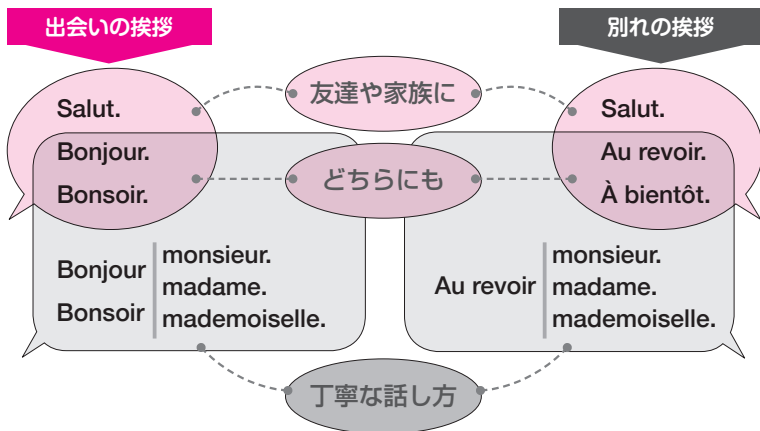 出会いの挨拶
別れの挨拶
Salut.
友達や家族に
Salut.
Bonjour.
Au revoir.
どちらにも
Bonsoir.
À bientôt.
Bonjour
Bonsoir
monsieur.
madame.
mademoiselle.
Au revoir
monsieur.
madame.
mademoiselle.
丁寧な話し方